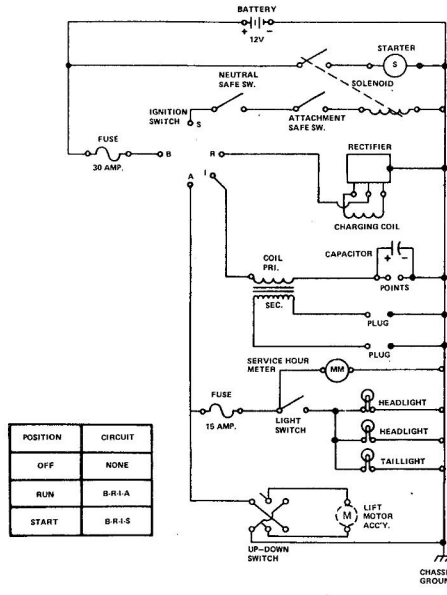 BATTERY
+ −
12V
STARTER
S
NEUTRAL
SAFE SW.
SOLENOID
IGNITION
SWITCH
S
ATTACHMENT
SAFE SW.
FUSE
30 AMP.
B
R
I
A
RECTIFIER
CHARGING COIL
COIL
PRI.
CAPACITOR
+ −
POINTS
SEC.
PLUG
PLUG
SERVICE HOUR
METER
MM
FUSE
15 AMP.
LIGHT
SWITCH
HEADLIGHT
HEADLIGHT
TAILLIGHT
POSITION CIRCUIT
OFF NONE
RUN B-R-I-A
START B-R-I-S
LIFT
MOTOR
ACC'Y.
M
UP-DOWN
SWITCH
CHASSI
GROUN